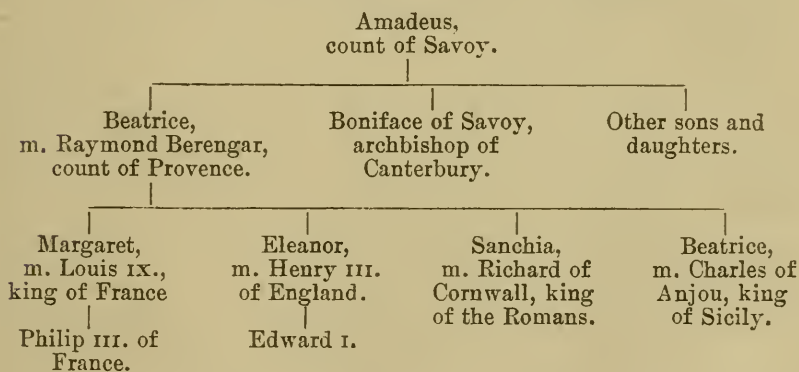 Amadeus,
count of Savoy.
Beatrice,
m. Raymond Berengar,
count of Provence.
Boniface of Savoy,
archbishop of
Canterbury.
Other sons and
daughters.
Margaret,
m. Louis IX.,
king of France
Eleanor,
m. Henry III.
of England.
Sanchia,
m. Richard of
Cornwall, king
of the Romans.
Beatrice,
m. Charles of
Anjou, king
of Sicily.
Philip III. of
France.
Edward I.